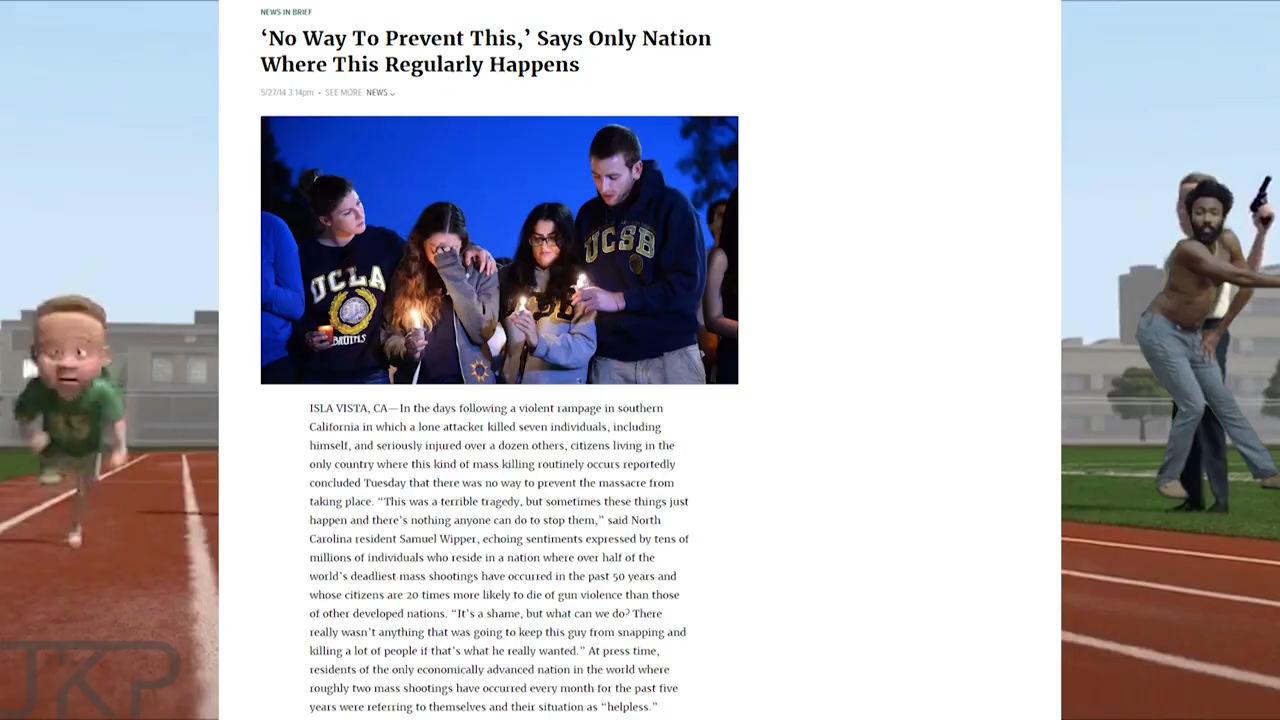 NEWS IN BRIEF
‘No Way To Prevent This,’ Says Only Nation
Where This Regularly Happens
5/27/14 3:14pm • SEE MORE NEWS
UCLA
BRUINS
UCSB
ISLA VISTA, CA—In the days following a violent rampage in southern
California in which a lone attacker killed seven individuals, including
himself, and seriously injured over a dozen others, citizens living in the
only country where this kind of mass killing routinely occurs reportedly
concluded Tuesday that there was no way to prevent the massacre from
taking place. “This was a terrible tragedy, but sometimes these things just
happen and there’s nothing anyone can do to stop them,” said North
Carolina resident Samuel Wipper, echoing sentiments expressed by tens of
millions of individuals who reside in a nation where over half of the
world’s deadliest mass shootings have occurred in the past 50 years and
whose citizens are 20 times more likely to die of gun violence than those
of other developed nations. “It’s a shame, but what can we do? There
really wasn’t anything that was going to keep this guy from snapping and
killing a lot of people if that’s what he really wanted.” At press time,
residents of the only economically advanced nation in the world where
roughly two mass shootings have occurred every month for the past five
years were referring to themselves and their situation as “helpless.”
JKP